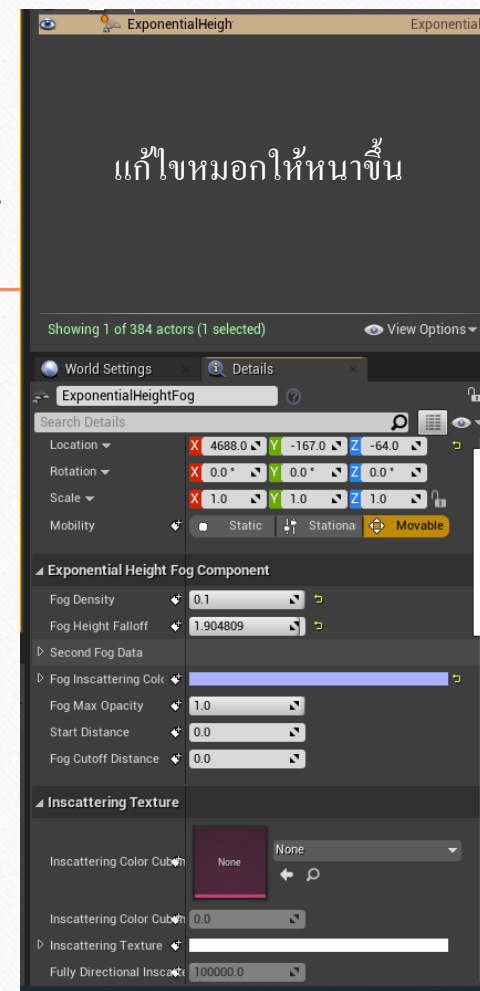 ExponentialHeigh Exponential
แก้ไขหมอกให้หนาขึ้น
Showing 1 of 384 actors (1 selected) View Options
World Settings Details
ExponentialHeightFog
Search Details
Location X 4688.0 Y -167.0 Z -64.0
Rotation X 0.0 ° Y 0.0 ° Z 0.0 °
Scale X 1.0 Y 1.0 Z 1.0
Mobility Static Stationa Movable
Exponential Height Fog Component
Fog Density 0.1
Fog Height Falloff 1.904809
Second Fog Data
Fog Inscattering Colo
Fog Max Opacity 1.0
Start Distance 0.0
Fog Cutoff Distance 0.0
Inscattering Texture
Inscattering Color Cub None None
Inscattering Color Cub 0.0
Inscattering Texture
Fully Directional Inscatte 100000.0